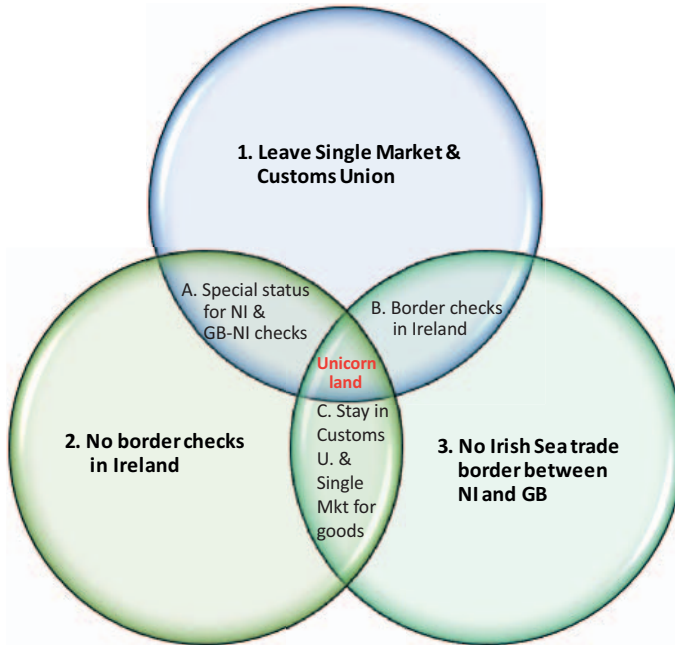 1. Leave Single Market &
Customs Union
A. Special status
for NI &
GB-NI checks
B. Border checks
in Ireland
Unicorn
land
2. No border checks
in Ireland
C. Stay in
Customs
U. &
Single
Mkt for
goods
3. No Irish Sea trade
border between
NI and GB